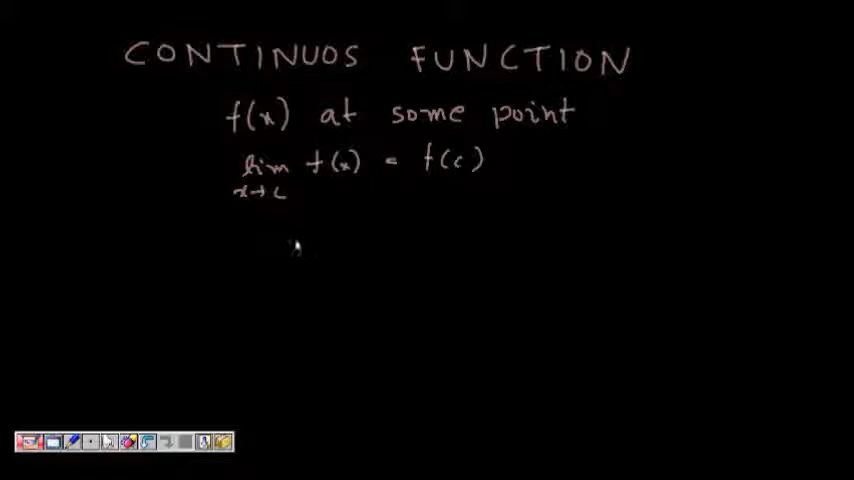 CONTINUOS FUNCTION
f(x) at some point
lim f(x) = f(c)
x→c